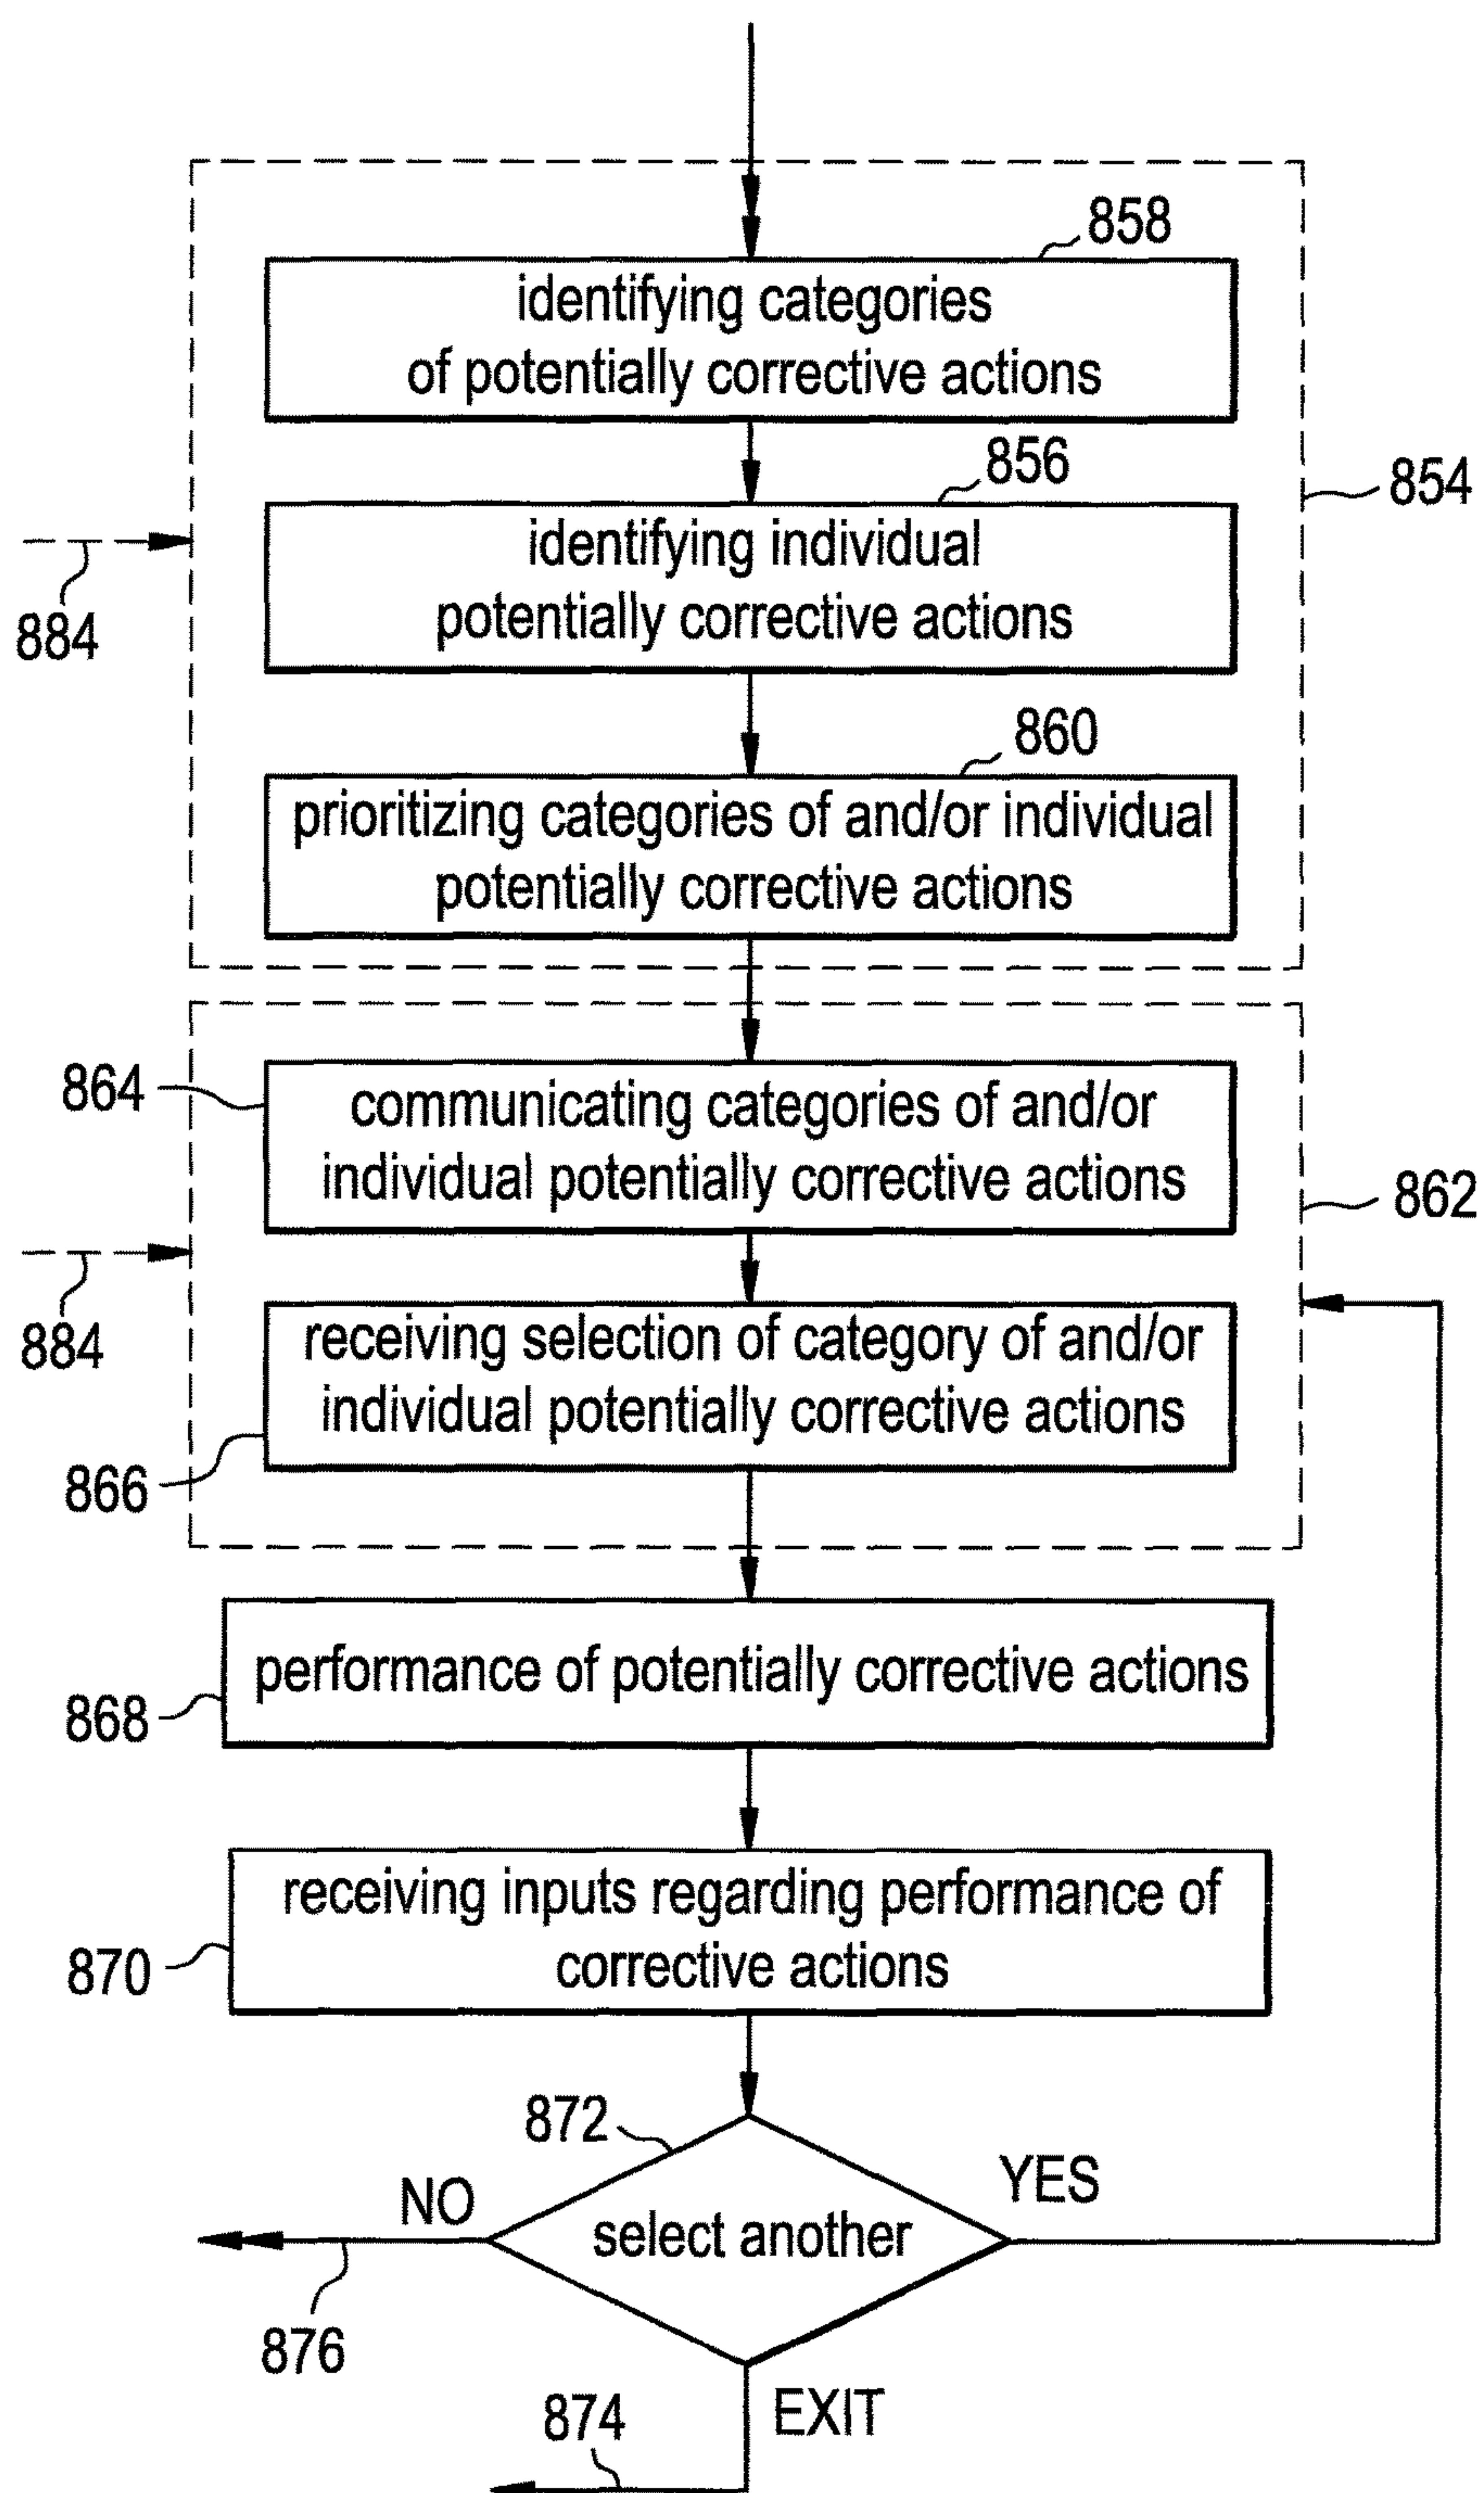 858
identifying categories
of potentially corrective actions
856
identifying individual
potentially corrective actions
854
884
860
prioritizing categories of and/or individual
potentially corrective actions
864
communicating categories of and/or
individual potentially corrective actions
862
884
receiving selection of category of and/or
individual potentially corrective actions
866
performance of potentially corrective actions
868
receiving inputs regarding performance of
corrective actions
870
872
NO
YES
select another
876
874
EXIT